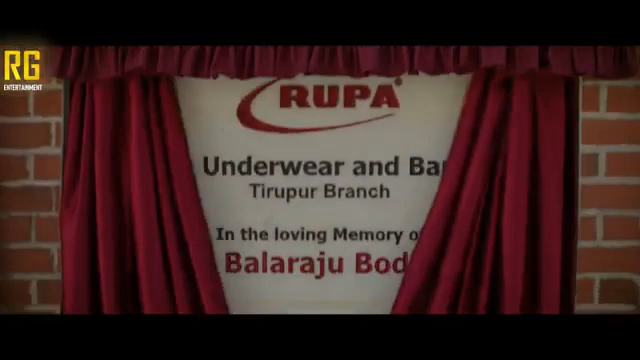 RG
ENTERTAINMENT
RUPA
Underwear and Ba
Tirupur Branch
In the loving Memory o
Balaraju Bod